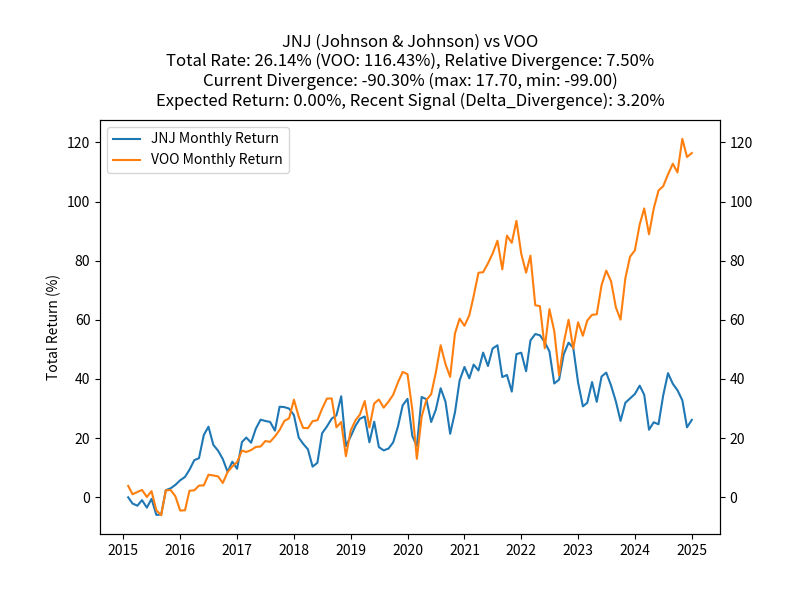 JNJ (Johnson & Johnson) vs VOO
Total Rate: 26.14% (VOO: 116.43%), Relative Divergence: 7.50%
Current Divergence: -90.30% (max: 17.70, min: -99.00)
Expected Return: 0.00%, Recent Signal (Delta_Divergence): 3.20%
JNJ Monthly Return
VOO Monthly Return
Total Return (%)
120 120
100 100
80 80
60 60
40 40
20 20
0 0
2015 2016 2017 2018 2019 2020 2021 2022 2023 2024 2025